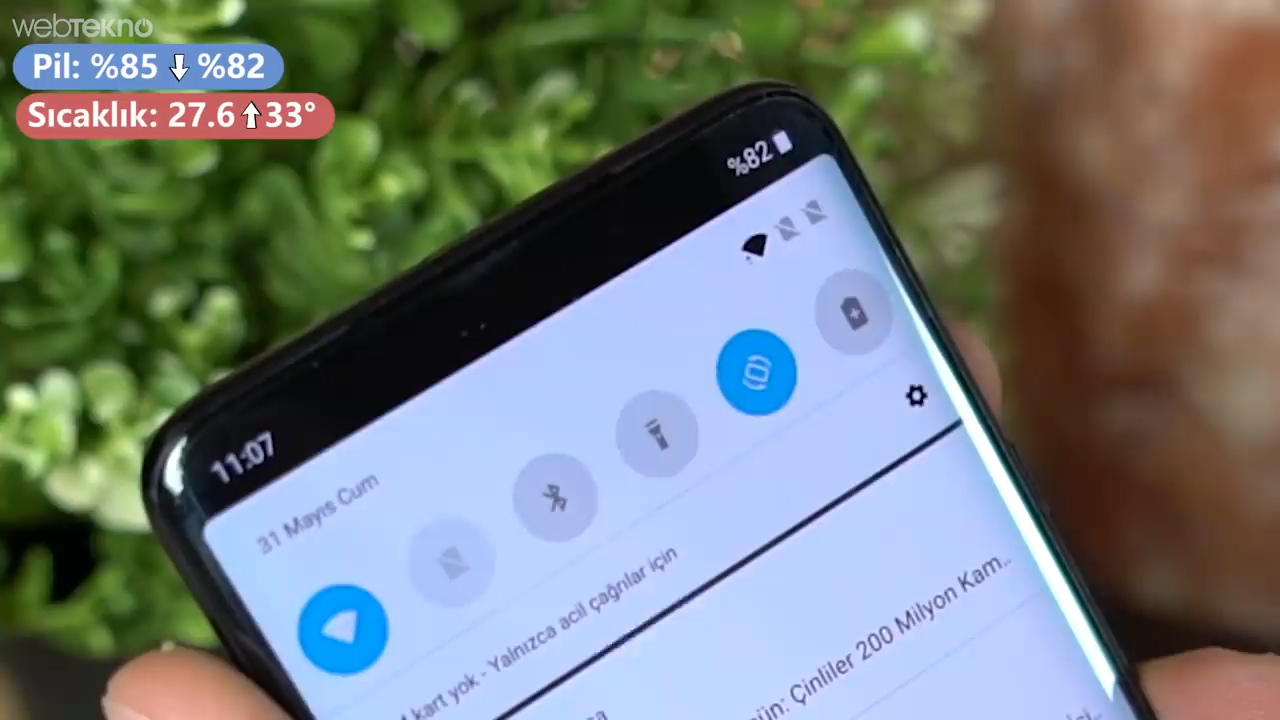 webtekno
Pil: %85 ↓ %82
Sıcaklık: 27.6 ↑ 33°
%82
11:07
31 Mayıs Cum
kart yok - Yalnızca acil çağrılar için
Çinliler 200 Milyon Kam..